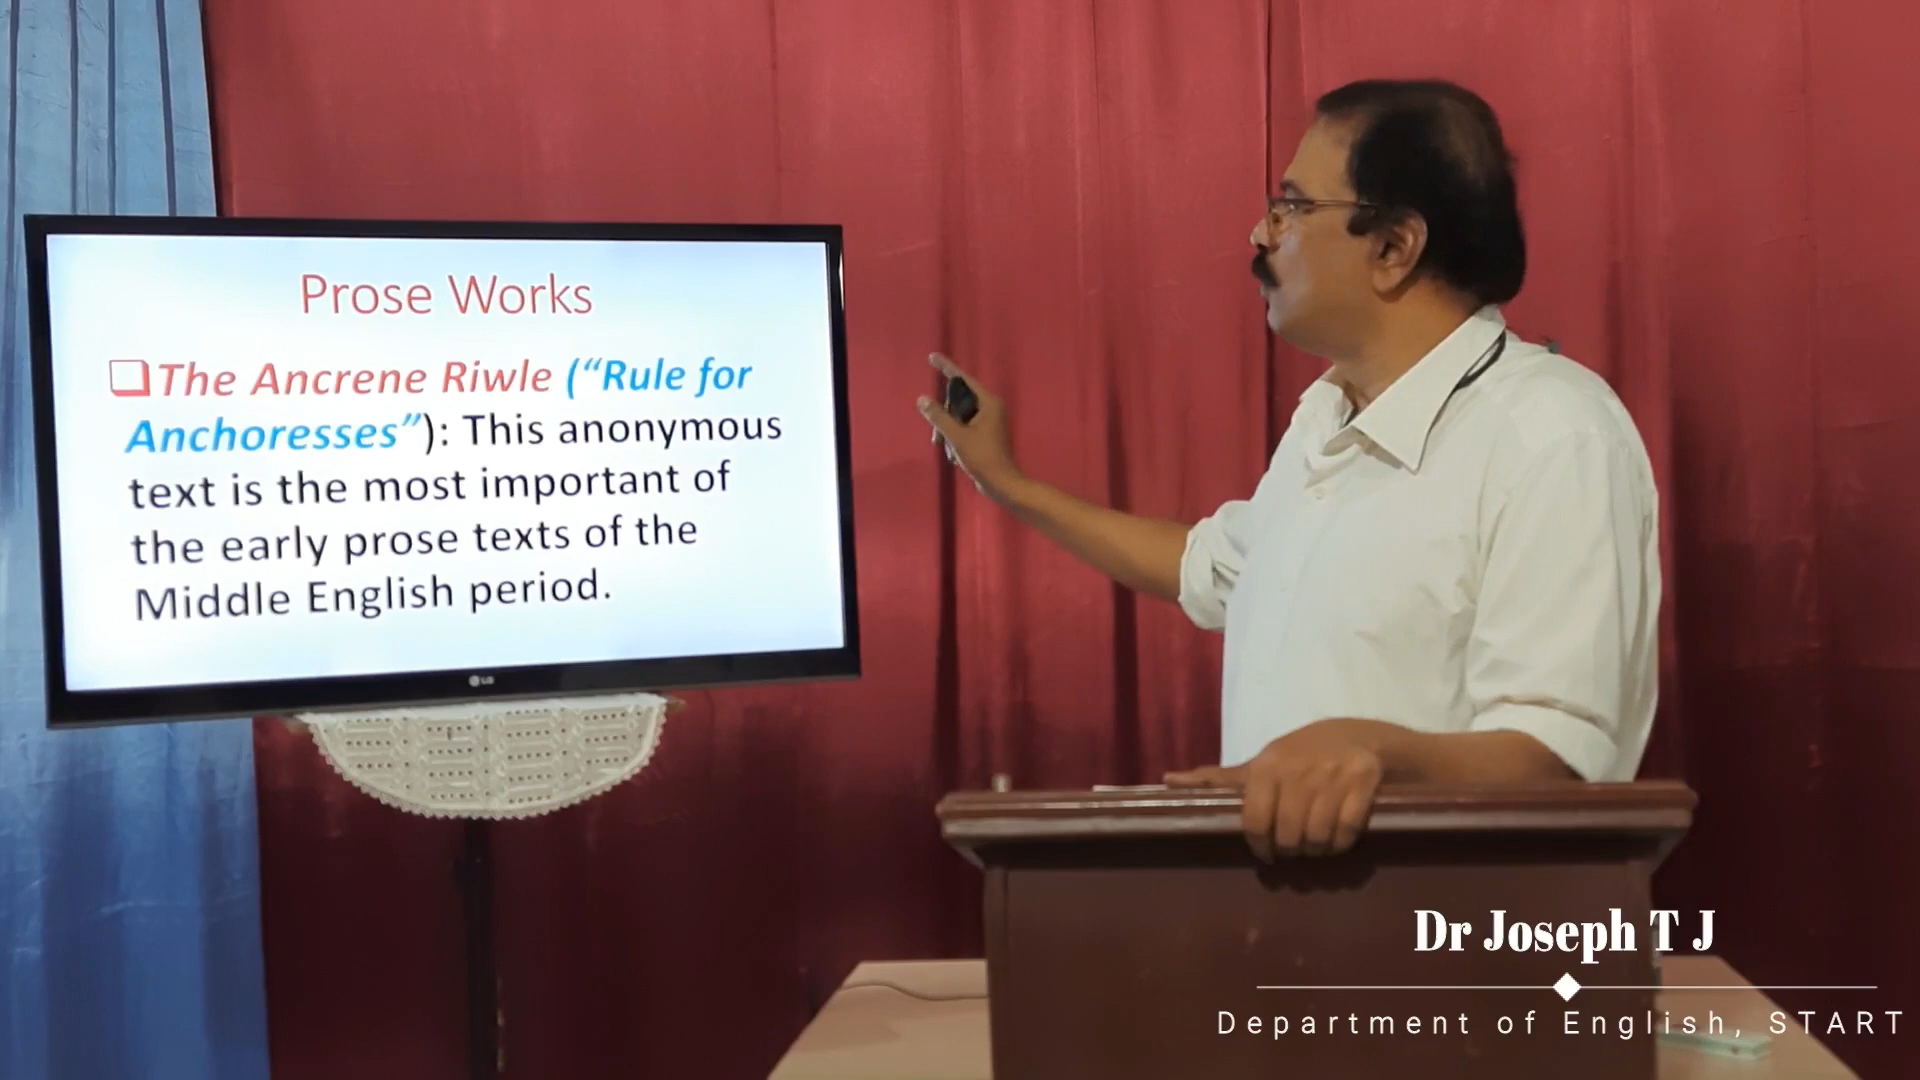 Prose Works
❑The Ancrene Riwle (“Rule for
Anchoresses”): This anonymous
text is the most important of
the early prose texts of the
Middle English period.
LG
Dr Joseph T J
Department of English, START